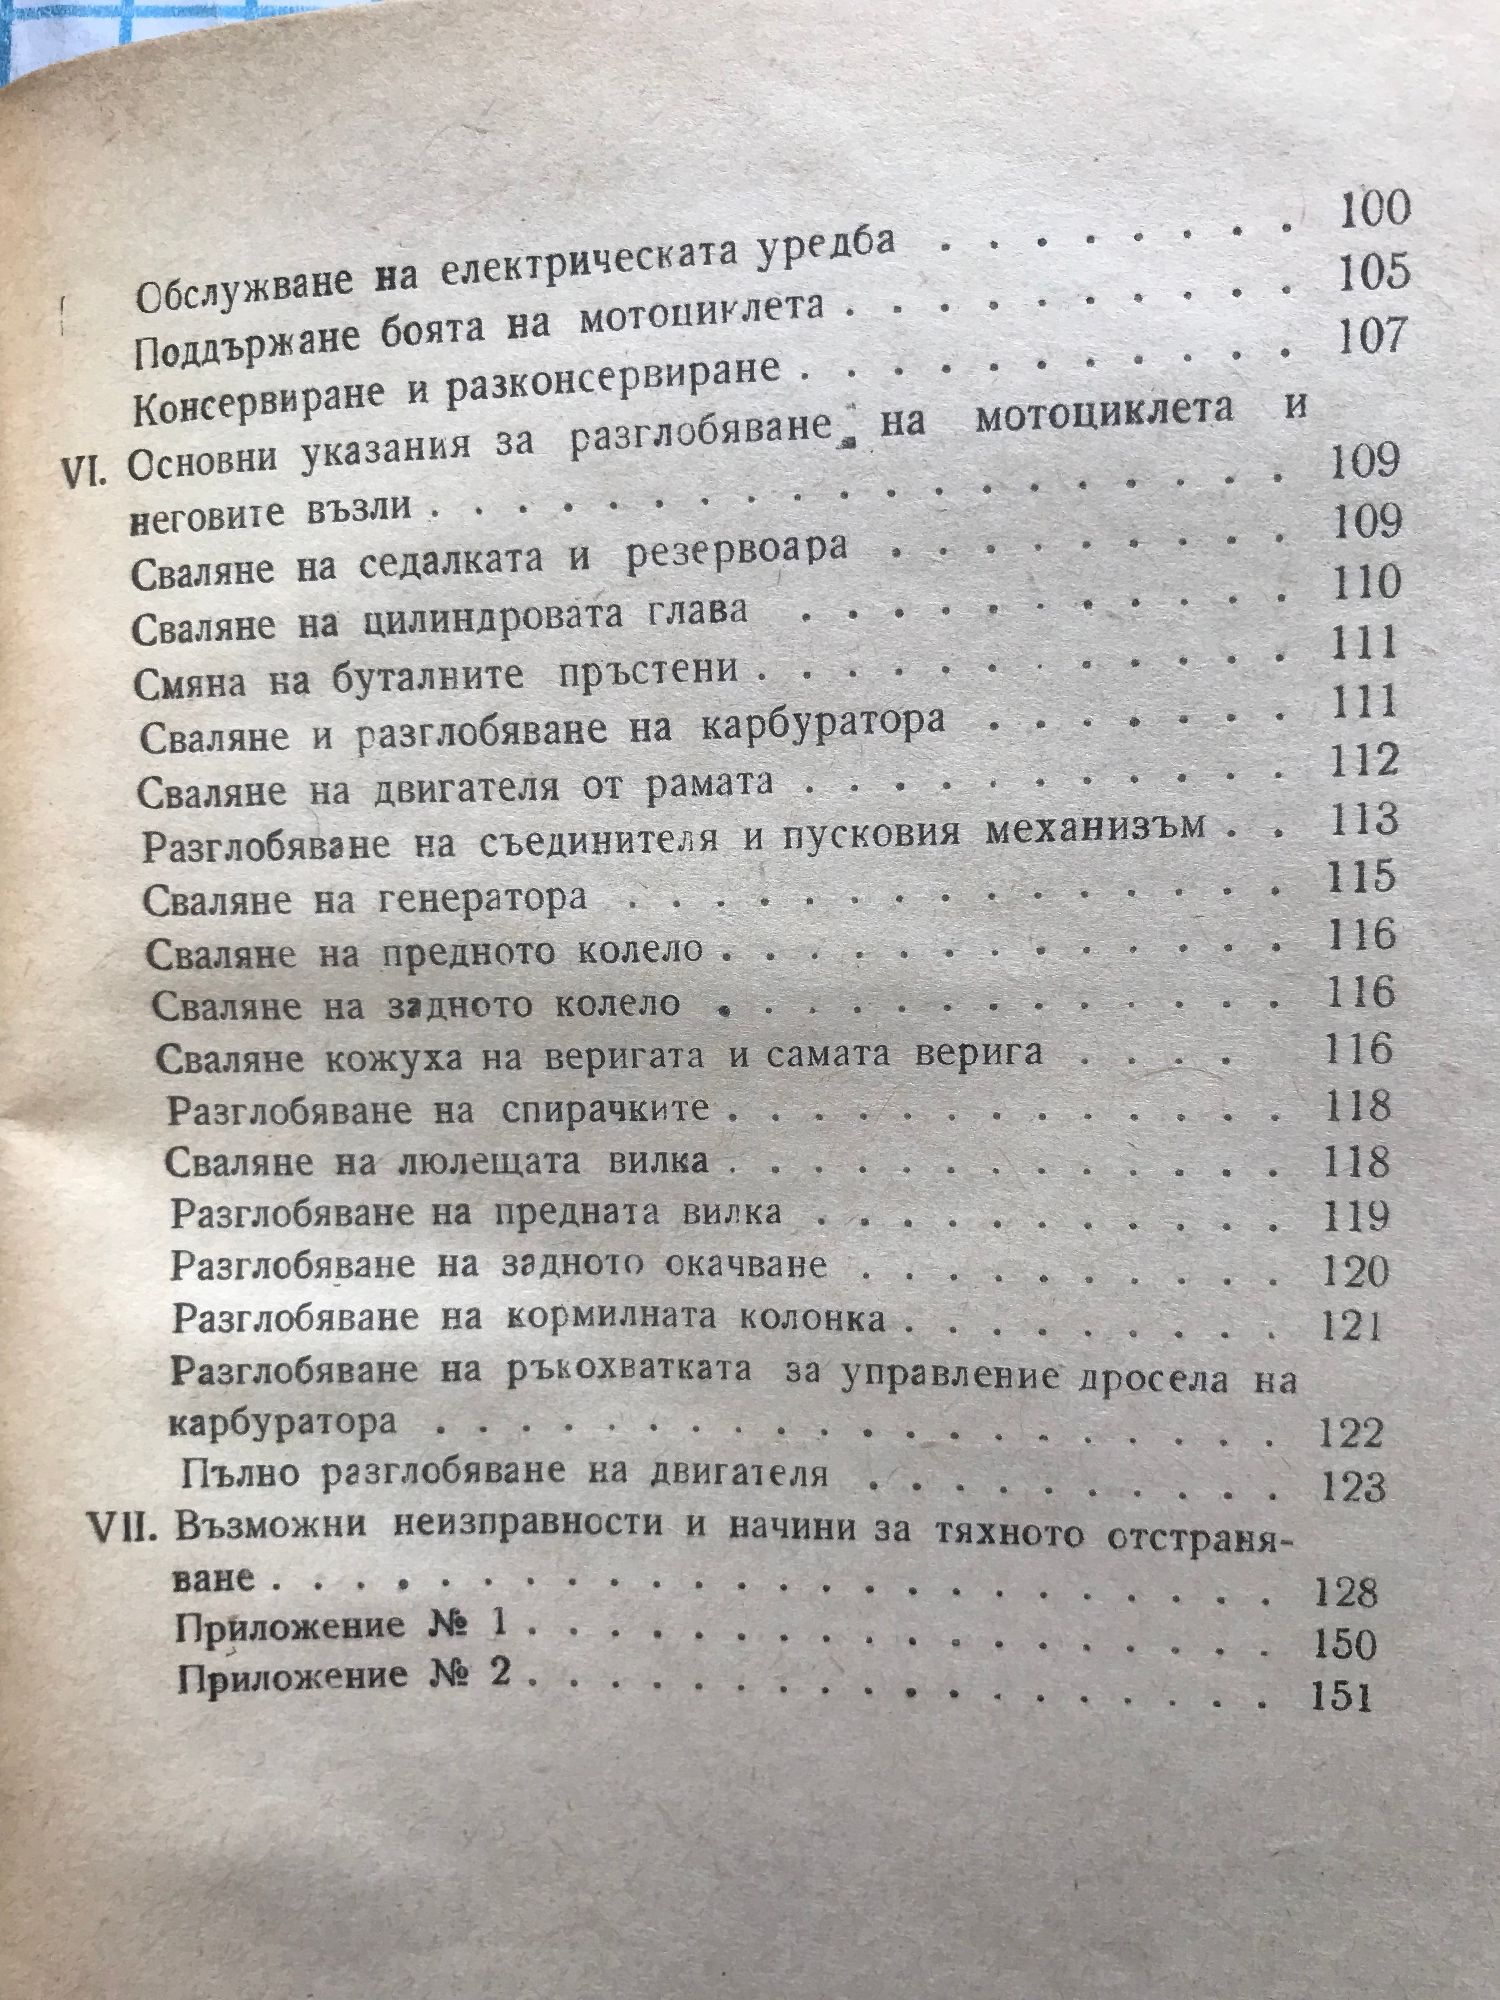 Обслужване на електрическата уредба . . . . . . . . 100
Поддържане боята на мотоциклета . . . . . . . . . . 105
Консервиране и разконсервиране . . . . . . . . . . . 107
VI. Основни указания за разглобяване на мотоциклета и
неговите възли . . . . . . . . . . . . . . . . . . . . 109
Сваляне на седалката и резервоара . . . . . . . . . 109
Сваляне на цилиндровата глава . . . . . . . . . . . 110
Смяна на буталните пръстени . . . . . . . . . . . . 111
Сваляне и разглобяване на карбуратора . . . . . . . 111
Сваляне на двигателя от рамата . . . . . . . . . . . 112
Разглобяване на съединителя и пусковия механизъм . . 113
Сваляне на генератора . . . . . . . . . . . . . . 115
Сваляне на предното колело . . . . . . . . . . . . . 116
Сваляне на задното колело . . . . . . . . . . . . . 116
Сваляне кожуха на веригата и самата верига . . . . 116
Разглобяване на спирачките . . . . . . . . . . . . . 118
Сваляне на люлещата вилка . . . . . . . . . . . . . 118
Разглобяване на предната вилка . . . . . . . . . . . 119
Разглобяване на задното окачване . . . . . . . . . . 120
Разглобяване на кормилната колонка . . . . . . . . . 121
Разглобяване на ръкохватката за управление дросела на
карбуратора . . . . . . . . . . . . . . . . . . . . 122
Пълно разглобяване на двигателя . . . . . . . . . . 123
VII. Възможни неизправности и начини за тяхното отстраня-
ване . . . . . . . . . . . . . . . . . . . . . . . . 128
Приложение № 1 . . . . . . . . . . . . . . . . . . 150
Приложение № 2 . . . . . . . . . . . . . . . . . . 151